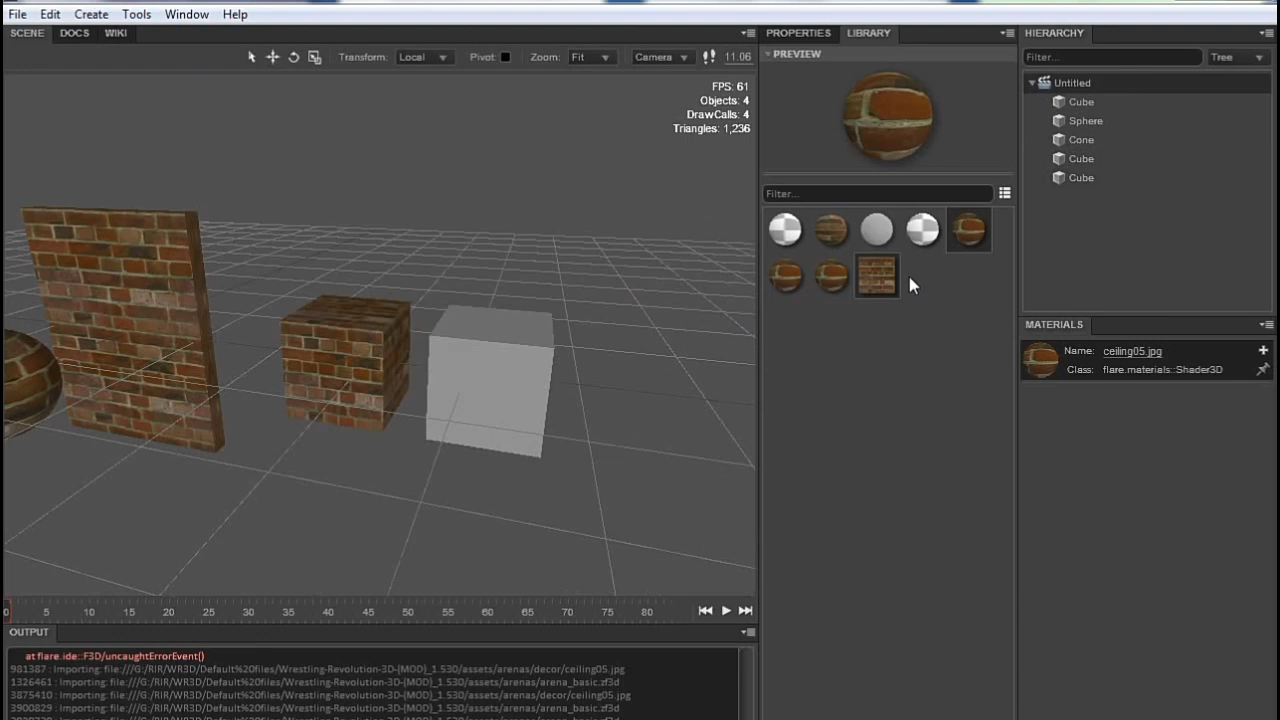 File Edit Create Tools Window Help
SCENE DOCS WIKI
Transform: Local Pivot: Zoom: Fit Camera 11.06
FPS: 61
Objects: 4
DrawCalls: 4
Triangles: 1,236
0 5 10 15 20 25 30 35 40 45 50 55 60 65 70 75 80
OUTPUT
at flare.ide::F3D/uncaughtErrorEvent()
981387 : Importing: file:///G:/RIR/WR3D/Default%20files/Wrestling-Revolution-3D-[MOD]_1.530/assets/arenas/decor/ceiling05.jpg
1326461 : Importing: file:///G:/RIR/WR3D/Default%20files/Wrestling-Revolution-3D-[MOD]_1.530/assets/arenas/arena_basic.zf3d
3875410 : Importing: file:///G:/RIR/WR3D/Default%20files/Wrestling-Revolution-3D-[MOD]_1.530/assets/arenas/decor/ceiling05.jpg
3900829 : Importing: file:///G:/RIR/WR3D/Default%20files/Wrestling-Revolution-3D-[MOD]_1.530/assets/arenas/arena_basic.zf3d
PROPERTIES LIBRARY
PREVIEW
Filter...
HIERARCHY
Filter... Tree
Untitled
Cube
Sphere
Cone
Cube
Cube
MATERIALS
Name: ceiling05.jpg
Class: flare.materials::Shader3D